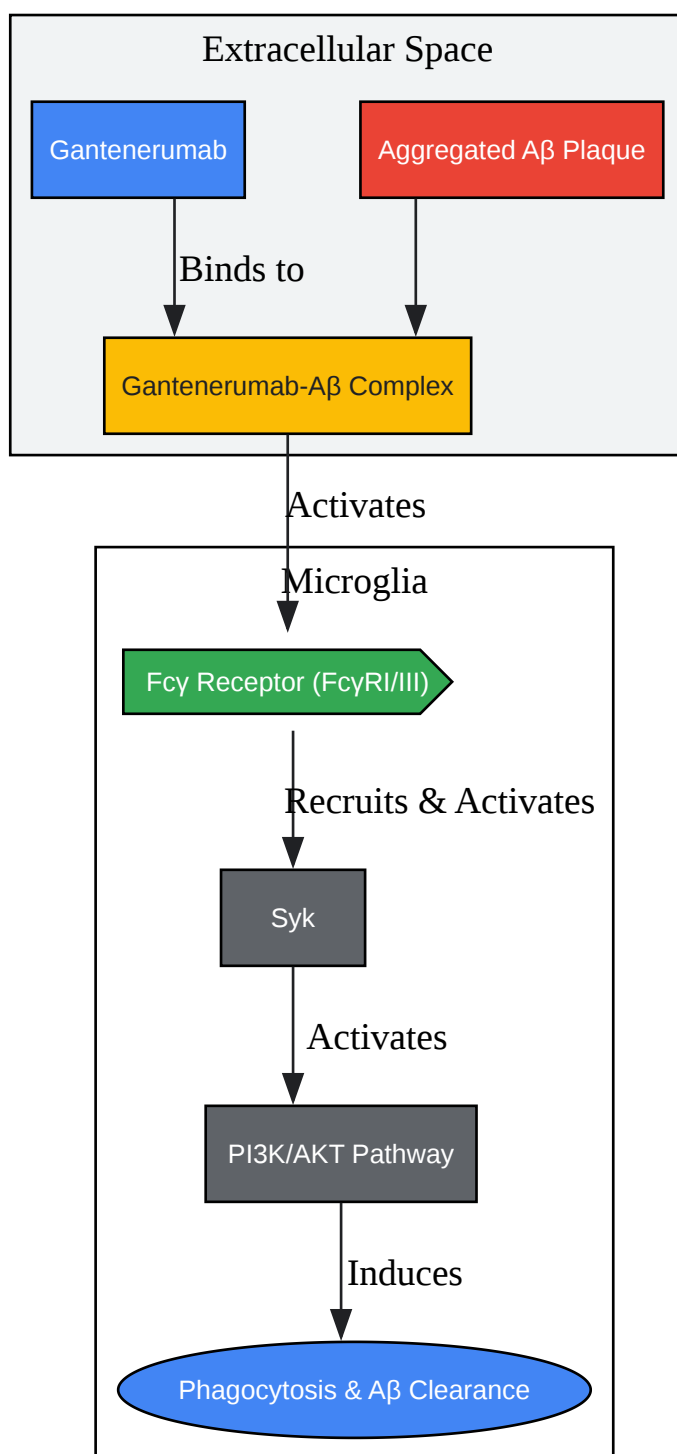 Extracellular Space
Gantenerumab
Aggregated Aβ Plaque
Binds to
Gantenerumab-Aβ Complex
Activates
Microglia
Fcγ Receptor (FcγRI/III)
Recruits & Activates
Syk
Activates
PI3K/AKT Pathway
Induces
Phagocytosis & Aβ Clearance